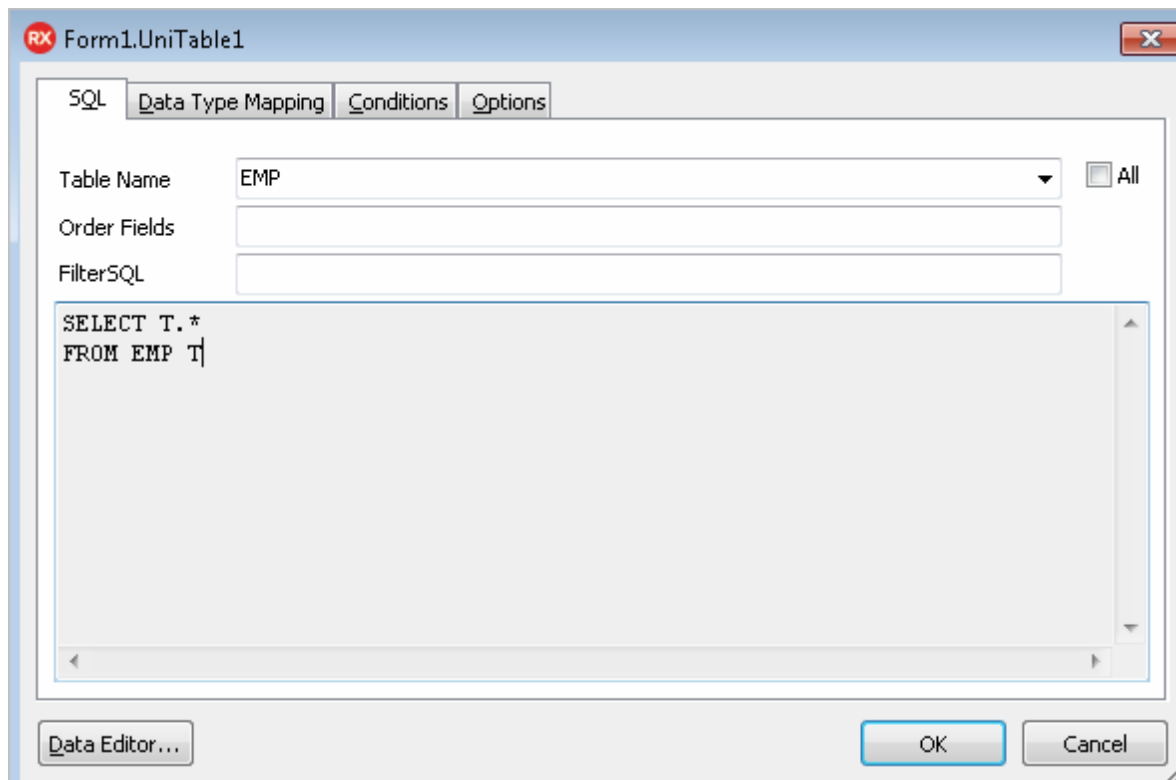 RX Form1.UniTable1
SQL Data Type Mapping Conditions Options
Table Name EMP All
Order Fields
FilterSQL
SELECT T.*
FROM EMP T
Data Editor... OK Cancel